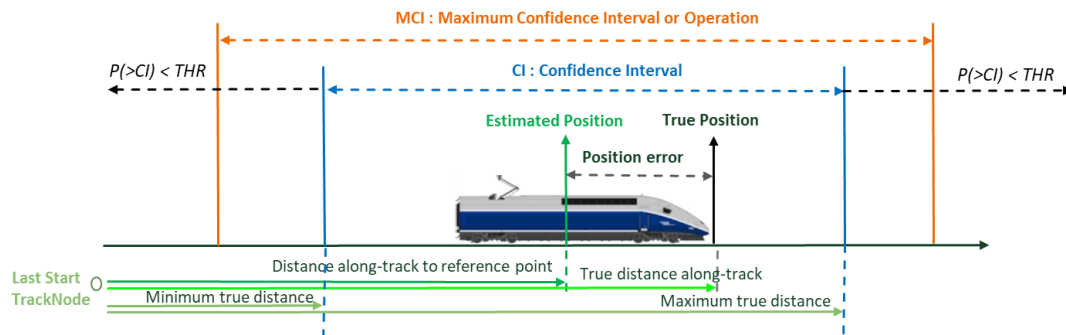 MCI : Maximum Confidence Interval or Operation
P(>CI) < THR
CI : Confidence Interval
P(>CI) < THR
Estimated Position
True Position
Position error
Distance along-track to reference point
True distance along-track
Last Start
TrackNode
Minimum true distance
Maximum true distance